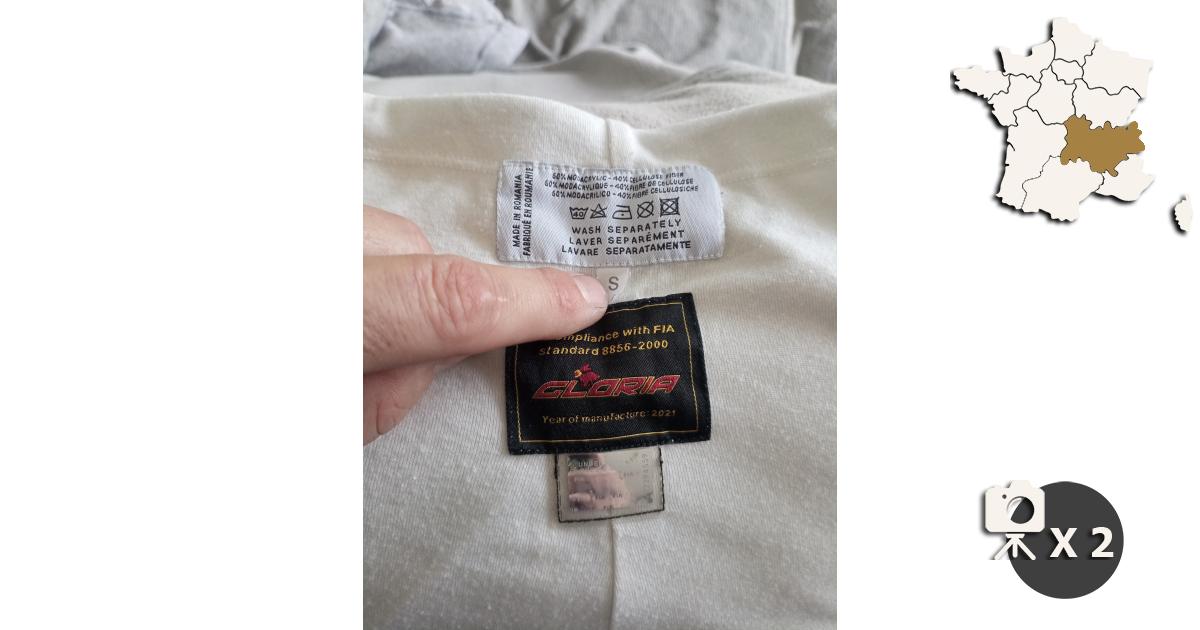 MADE IN ROMANIA
FABRIQUÉ EN ROUMANIE
60% MODACRYLIC - 40% CELLULOSE FIBER
60% MODACRYLIQUE - 40% FIBRE DE CELLULOSE
60% MODACRILICO - 40% FIBRE CELLULOSICHE
40
WASH SEPARATELY
LAVER SEPARÉMENT
LAVARE SEPARATAMENTE
S
mpliance with FIA
standard 8856-2000
GLORIA
Year of manufacture: 2021
X 2